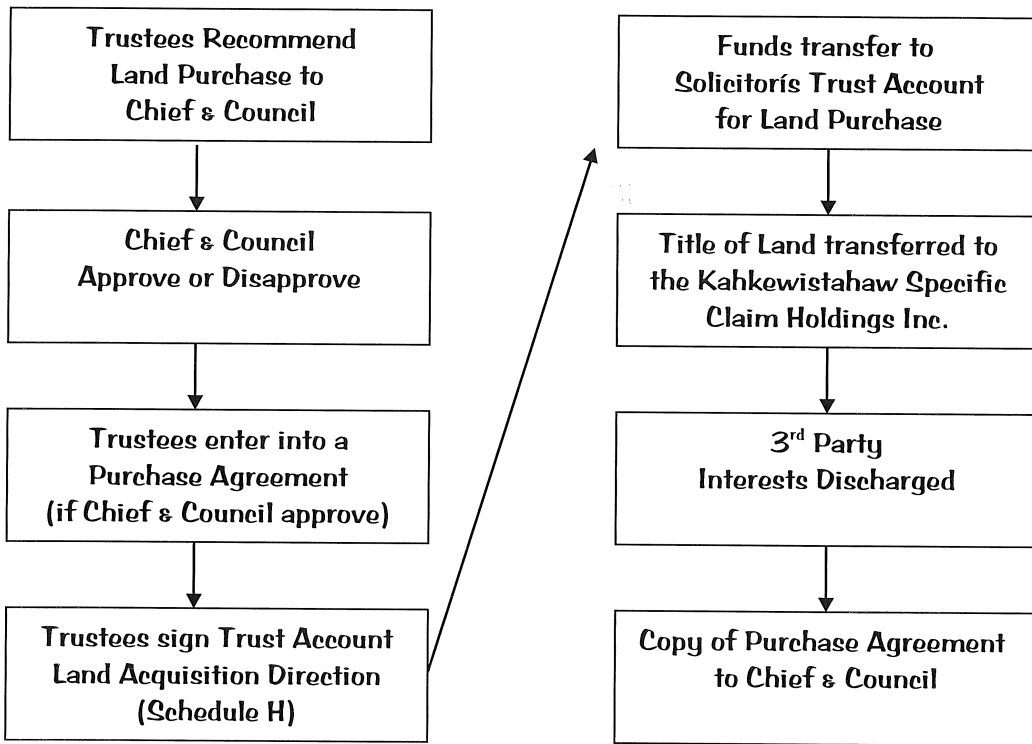 Trustees Recommend
Land Purchase to
Chief & Council
Chief & Council
Approve or Disapprove
Trustees enter into a
Purchase Agreement
(if Chief & Council approve)
Trustees sign Trust Account
Land Acquisition Direction
(Schedule H)
Funds transfer to
Solicitorís Trust Account
for Land Purchase
Title of Land transferred to
the Kahkewistahaw Specific
Claim Holdings Inc.
3rd Party
Interests Discharged
Copy of Purchase Agreement
to Chief & Council